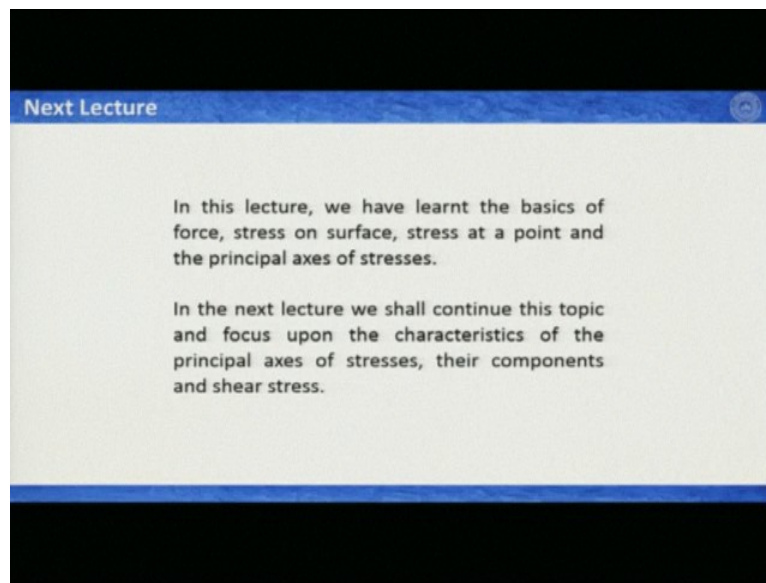 Next Lecture
In this lecture, we have learnt the basics of
force, stress on surface, stress at a point and
the principal axes of stresses.
In the next lecture we shall continue this topic
and focus upon the characteristics of the
principal axes of stresses, their components
and shear stress.